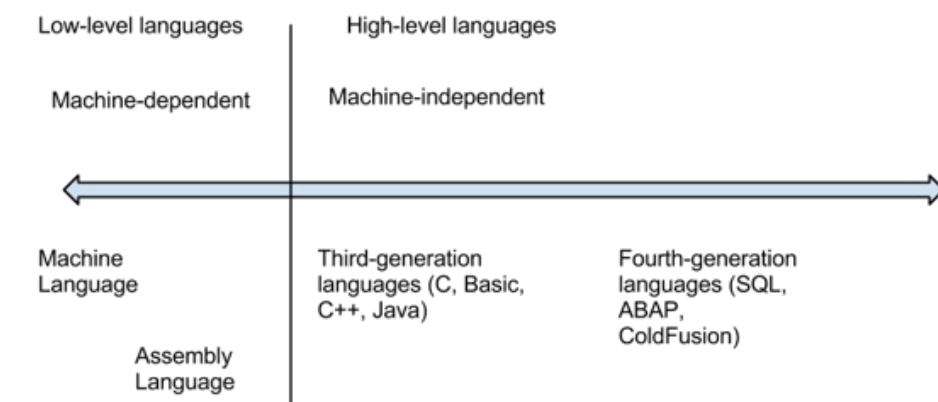 Low-level languages
High-level languages
Machine-dependent
Machine-independent
Machine
Language
Assembly
Language
Third-generation
languages (C, Basic,
C++, Java)
Fourth-generation
languages (SQL,
ABAP,
ColdFusion)